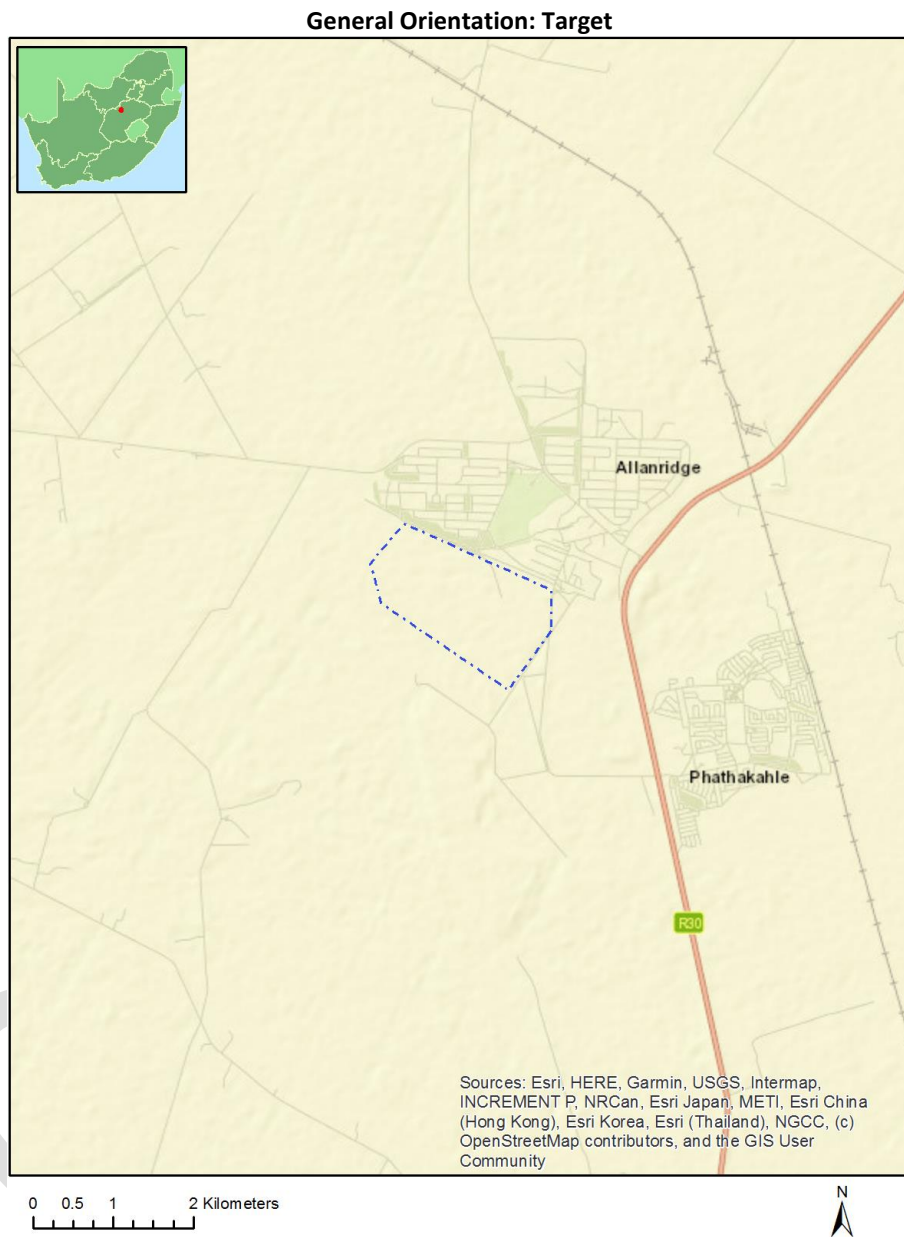 General Orientation: Target
Allanridge
Phathakahle
R30
Sources: Esri, HERE, Garmin, USGS, Intermap,
INCREMENT P, NRCan, Esri Japan, METI, Esri China
(Hong Kong), Esri Korea, Esri (Thailand), NGCC, (c)
OpenStreetMap contributors, and the GIS User
Community
0 0.5 1 2 Kilometers
N